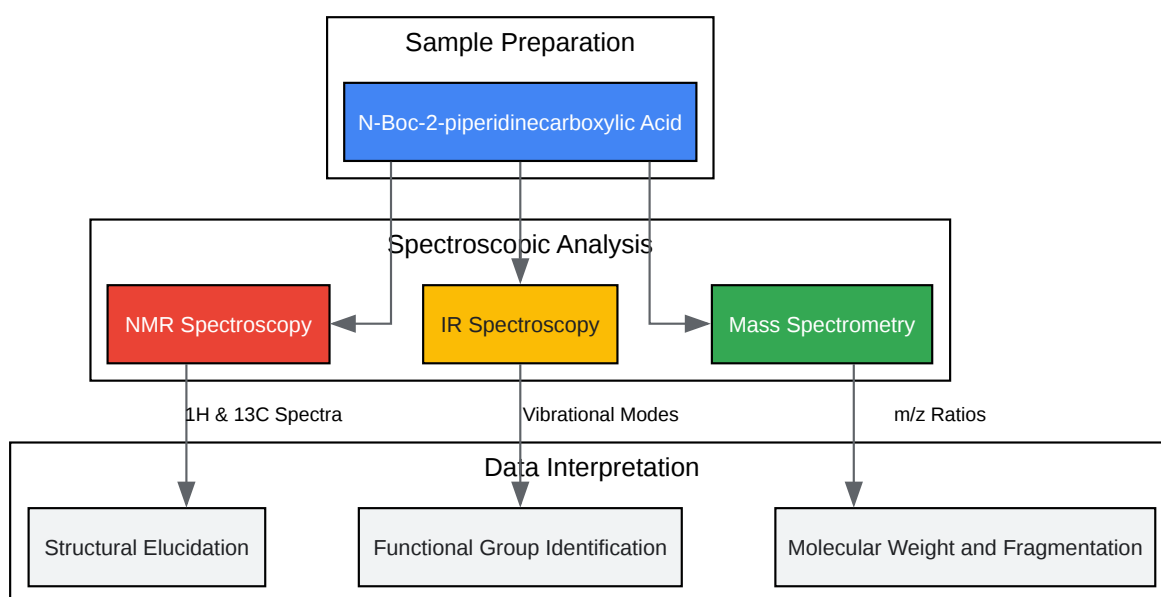 Sample Preparation
N-Boc-2-piperidinecarboxylic Acid
Spectroscopic Analysis
NMR Spectroscopy
IR Spectroscopy
Mass Spectrometry
1H & 13C Spectra
Vibrational Modes
m/z Ratios
Data Interpretation
Structural Elucidation
Functional Group Identification
Molecular Weight and Fragmentation